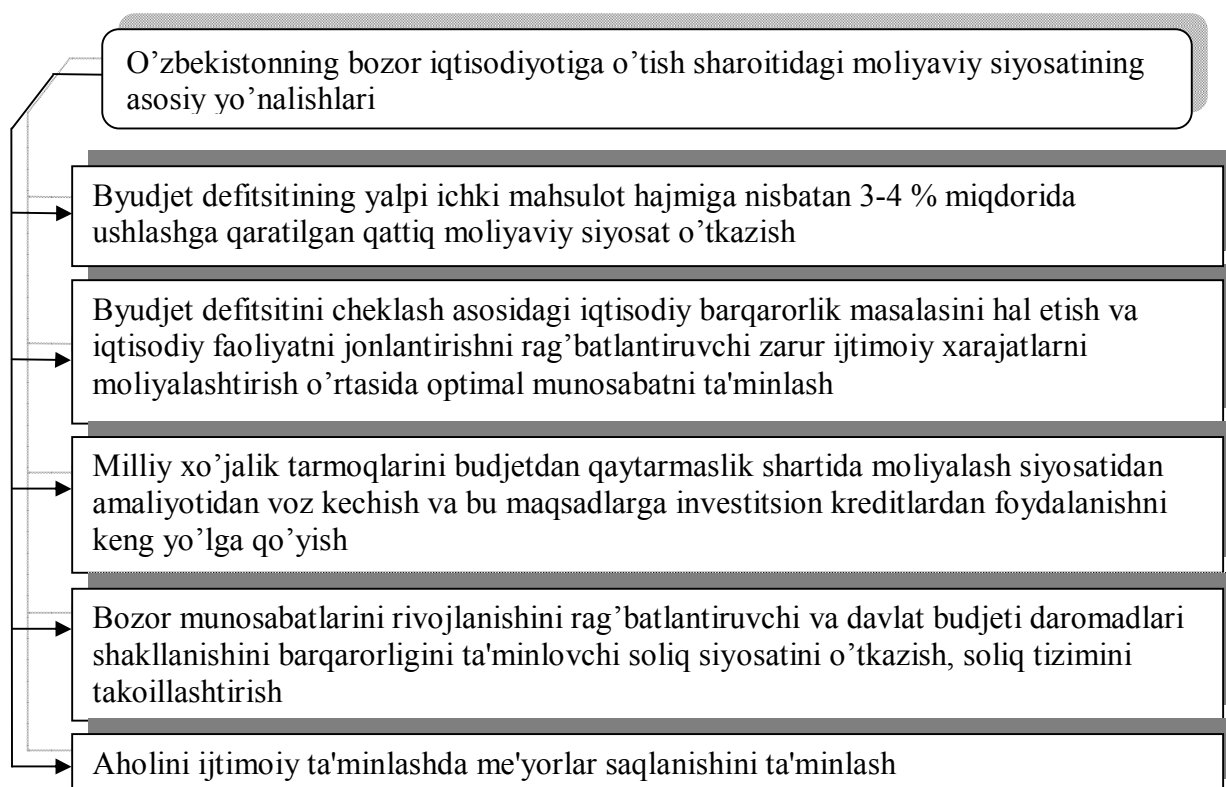 O’zbekistonning bozor iqtisodiyotiga o’tish sharoitidagi moliyaviy siyosatining
asosiy yo’nalishlari
Byudjet defitsitining yalpi ichki mahsulot hajmiga nisbatan 3-4 % miqdorida
ushlashga qaratilgan qattiq moliyaviy siyosat o’tkazish
Byudjet defitsitini cheklash asosidagi iqtisodiy barqarorlik masalasini hal etish va
iqtisodiy faoliyatni jonlantirishni rag’batlantiruvchi zarur ijtimoiy xarajatlarni
moliyalashtirish o’rtasida optimal munosabatni ta'minlash
Milliy xo’jalik tarmoqlarini budjetdan qaytarmaslik shartida moliyalash siyosatidan
amaliyotidan voz kechish va bu maqsadlarga investitsion kreditlardan foydalanishni
keng yo’lga qo’yish
Bozor munosabatlarini rivojlanishini rag’batlantiruvchi va davlat budjeti daromadlari
shakllanishini barqarorligini ta'minlovchi soliq siyosatini o’tkazish, soliq tizimini
takoillashtirish
Aholini ijtimoiy ta'minlashda me'yorlar saqlanishini ta'minlash